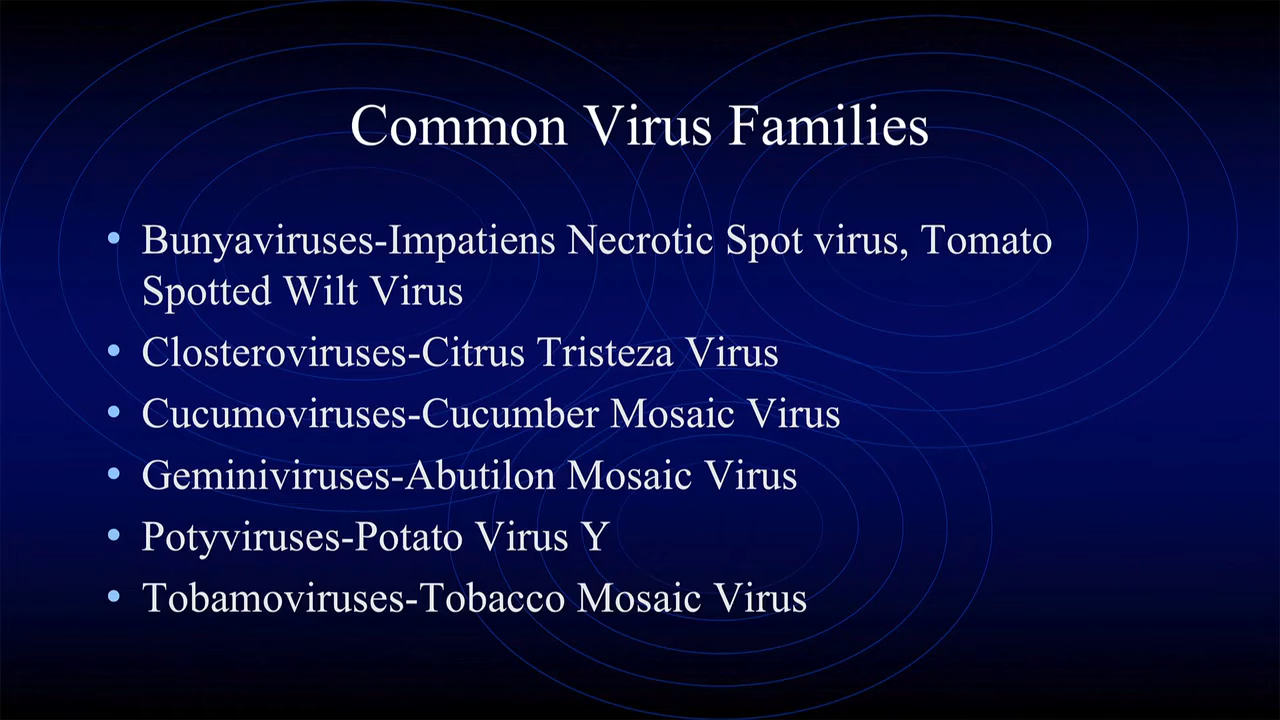 Common Virus Families
• Bunyaviruses-Impatiens Necrotic Spot virus, Tomato
Spotted Wilt Virus
• Closteroviruses-Citrus Tristeza Virus
• Cucumoviruses-Cucumber Mosaic Virus
• Geminiviruses-Abutilon Mosaic Virus
• Potyviruses-Potato Virus Y
• Tobamoviruses-Tobacco Mosaic Virus